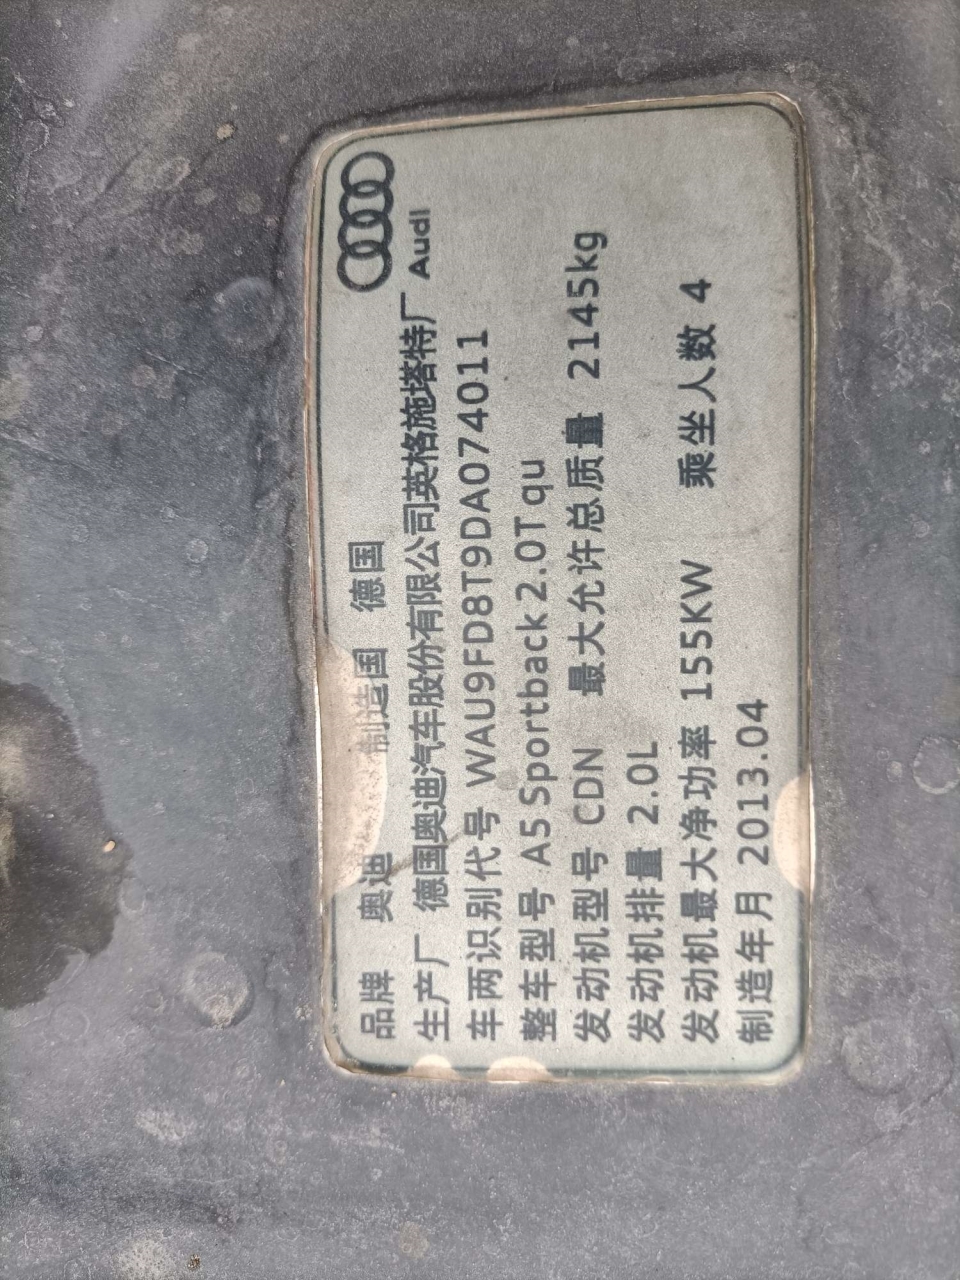 品牌 奥迪 制造国 德国
Audi
生产厂 德国奥迪汽车股份有限公司英格施塔特厂
车两识别代号 WAU9FD8T9DA074011
整车型号 A5 Sportback 2.0T qu
发动机型号 CDN 最大允许总质量 2145kg
发动机排量 2.0L
发动机最大净功率 155KW 乘坐人数 4
制造年月 2013.04